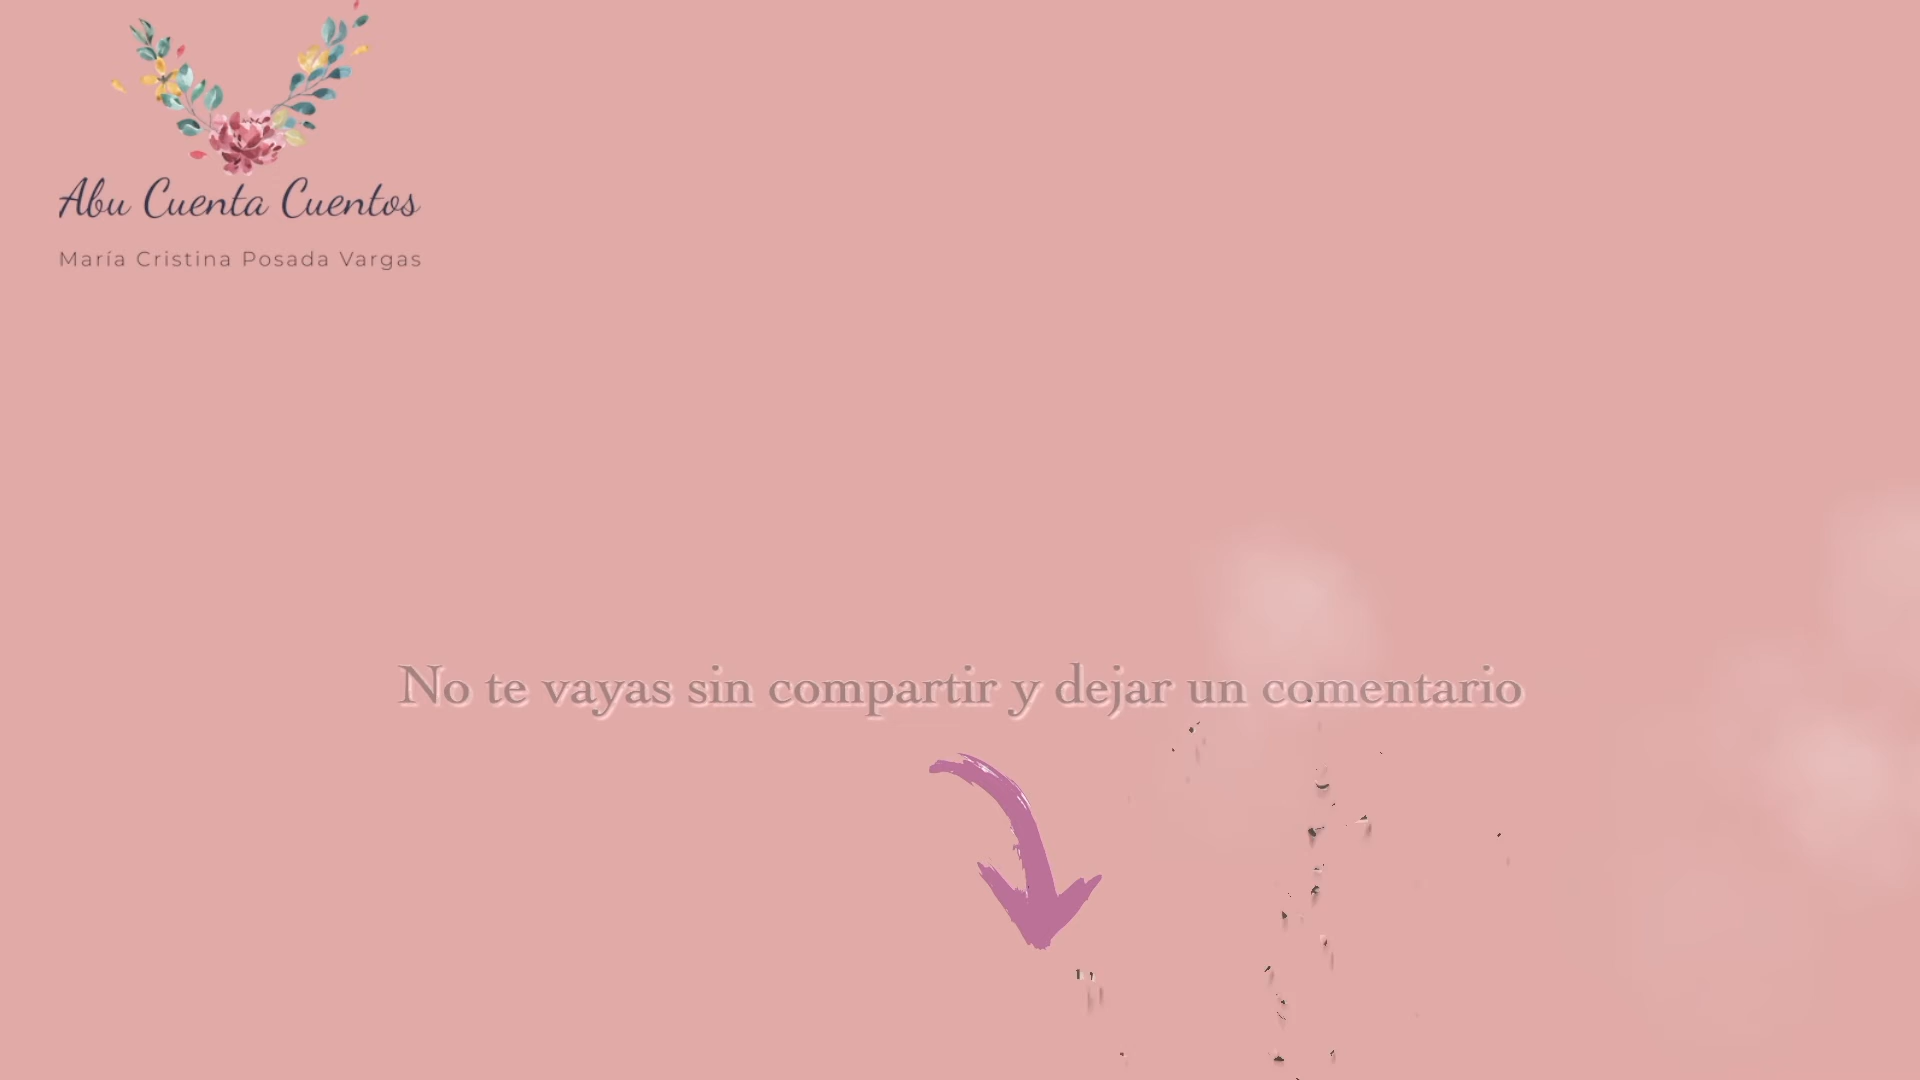 Abu Cuenta Cuentos
María Cristina Posada Vargas
No te vayas sin compartir y dejar un comentario